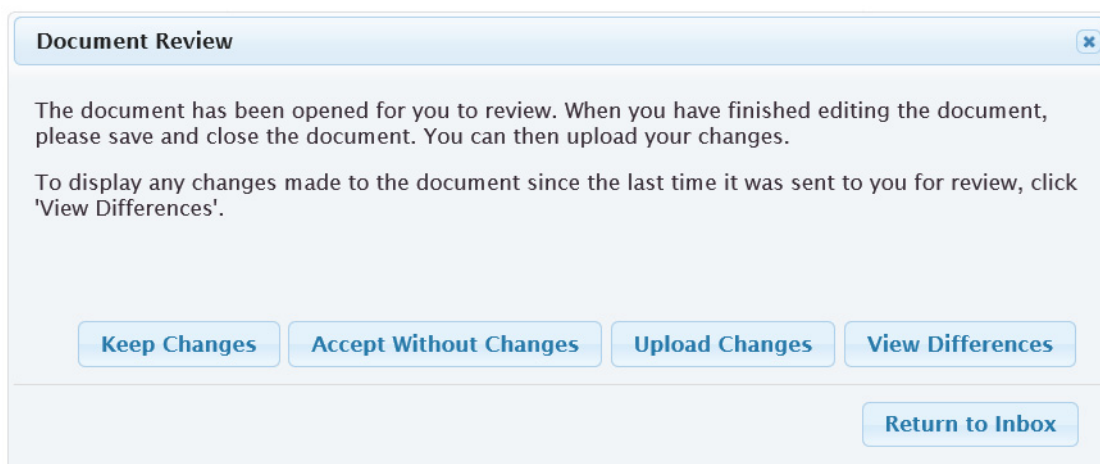 Document Review
The document has been opened for you to review. When you have finished editing the document,
please save and close the document. You can then upload your changes.
To display any changes made to the document since the last time it was sent to you for review, click
'View Differences'.
Keep Changes Accept Without Changes Upload Changes View Differences
Return to Inbox